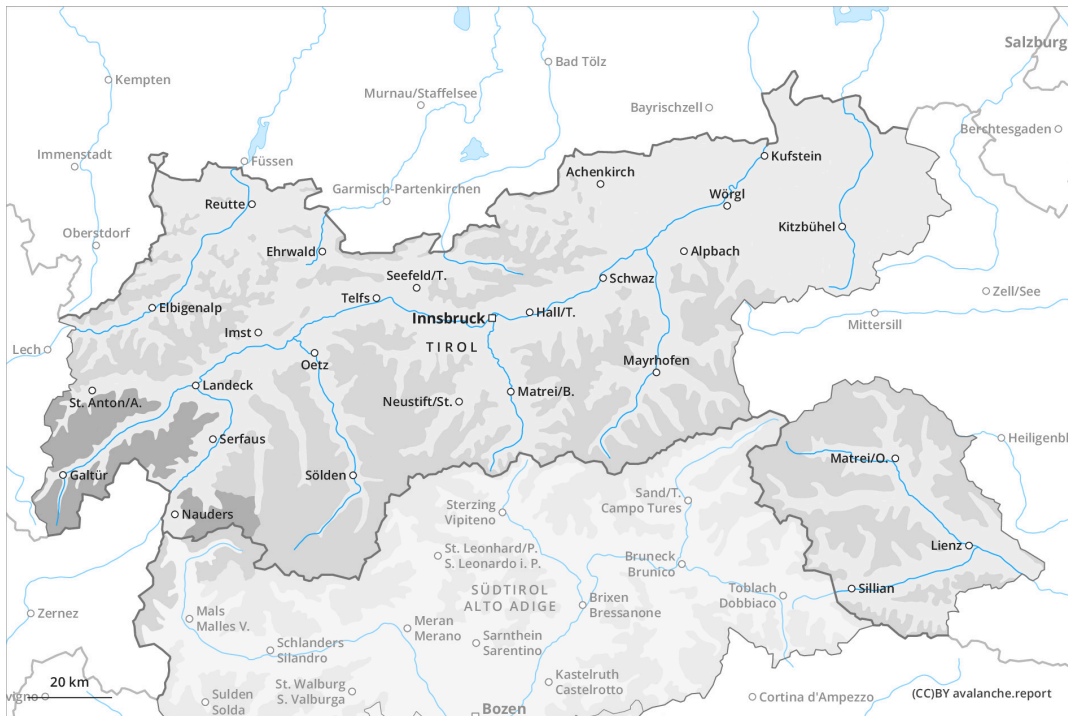 Salzburg
Kempten
Bad Tölz
Murnau/Staffelsee
Bayrischzell
Berchtesgaden
Immenstadt
Füssen
Kufstein
Achenkirch
Garmisch-Partenkirchen
Reutte
Wörgl
Oberstdorf
Kitzbühel
Ehrwald
Alpbach
Seefeld/T.
Schwaz
Zell/See
Telfs
Elbigenalp
Innsbruck
Hall/T.
Mittersill
Imst
TIROL
Lech
Oetz
Mayrhofen
Landeck
St. Anton/A.
Neustift/St.
Matrei/B.
Serfaus
Heiligenbl
Matrei/O.
Galtür
Sölden
Sand/T.
Campo Tures
Sterzing
Vipiteno
Nauders
Lienz
St. Leonhard/P.
S. Leonardo i. P.
Bruneck
Brunico
SÜDTIROL
ALTO ADIGE
Toblach
Dobbiaco
Sillian
Zernez
Mals
Malles V.
Brixen
Bressanone
Meran
Merano
Schlanders
Silandro
Sarnthein
Sarentino
20 km
Kastelruth
Castelrotto
St. Walburg
S. Valburga
Sulden
Solda
vigno
Cortina d'Ampezzo
(CC)BY avalanche.report
Bozen